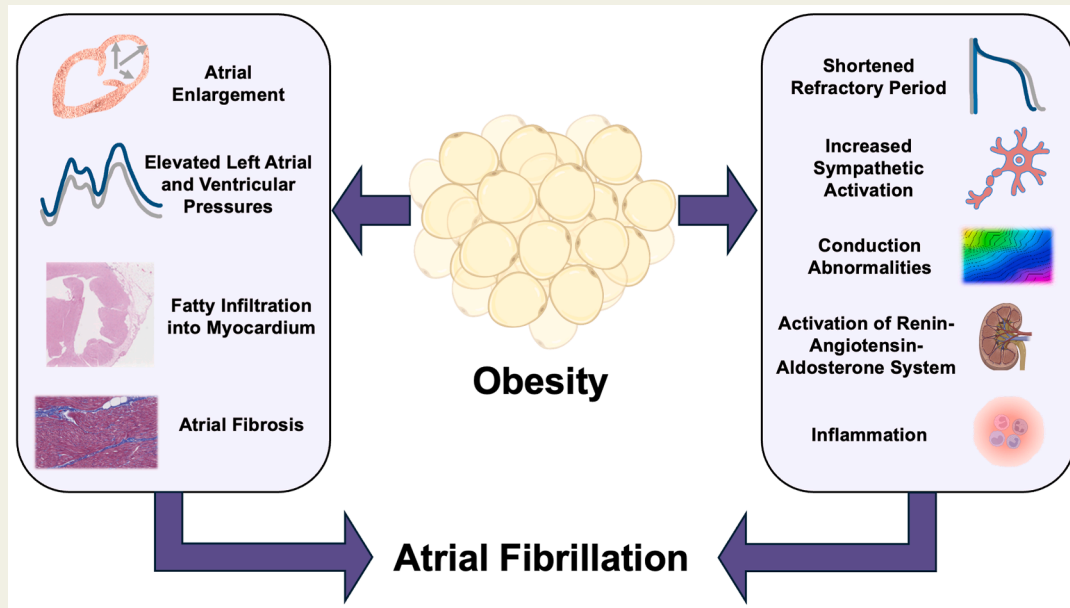 Atrial
Enlargement
Elevated Left Atrial
and Ventricular
Pressures
Fatty Infiltration
into Myocardium
Atrial Fibrosis
Obesity
Shortened
Refractory Period
Increased
Sympathetic
Activation
Conduction
Abnormalities
Activation of Renin-
Angiotensin-
Aldosterone System
Inflammation
Atrial Fibrillation